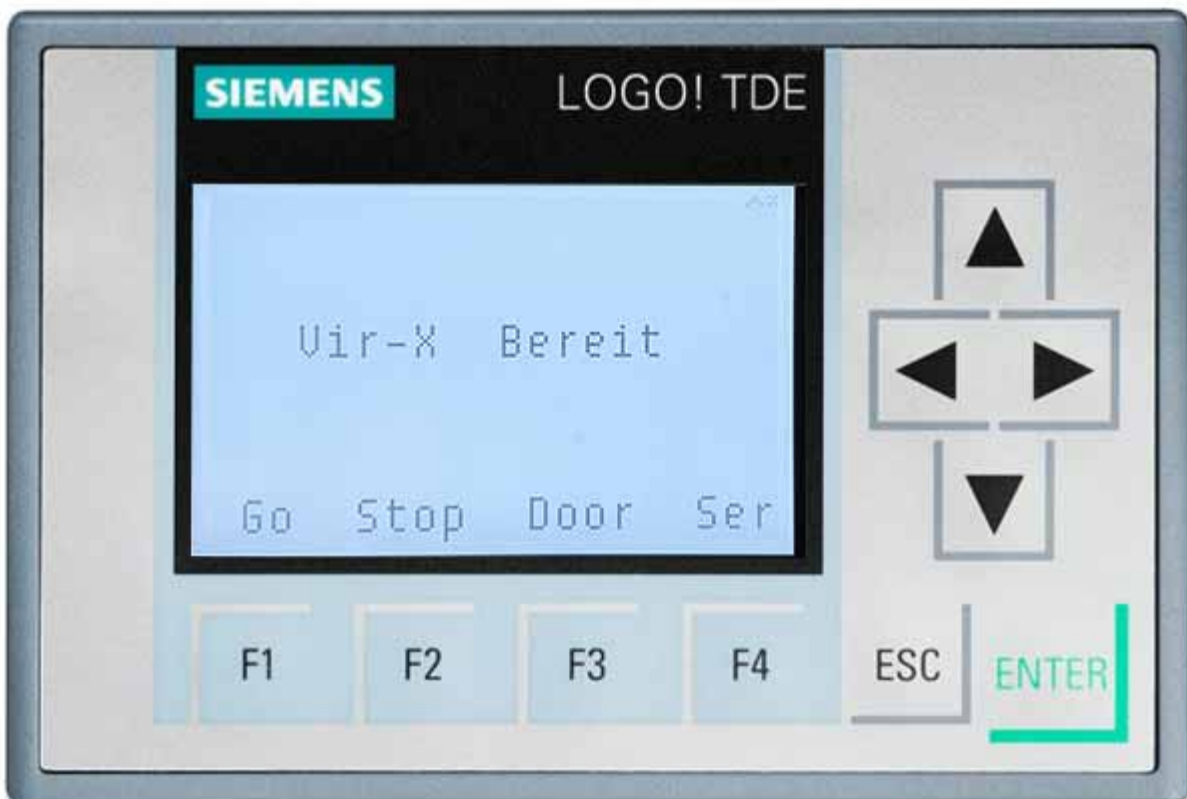 SIEMENS LOGO! TDE
Vir-X Bereit
Go Stop Door Ser
F1 F2 F3 F4 ESC ENTER